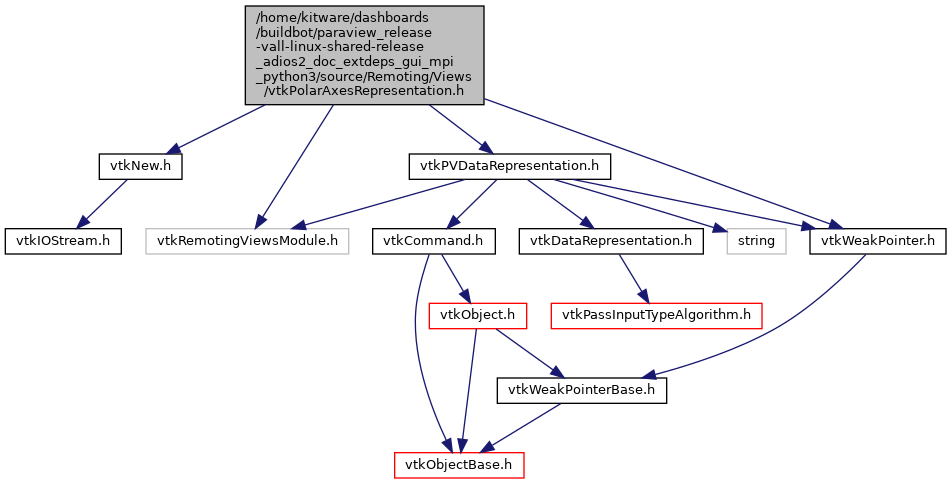 /home/kitware/dashboards
/buildbot/paraview_release
-vall-linux-shared-release
_adios2_doc_extdeps_gui_mpi
_python3/source/Remoting/Views
/vtkPolarAxesRepresentation.h
vtkNew.h
vtkPVDataRepresentation.h
vtkIOStream.h
vtkRemotingViewsModule.h
vtkCommand.h
vtkDataRepresentation.h
string
vtkWeakPointer.h
vtkObject.h
vtkPassInputTypeAlgorithm.h
vtkWeakPointerBase.h
vtkObjectBase.h